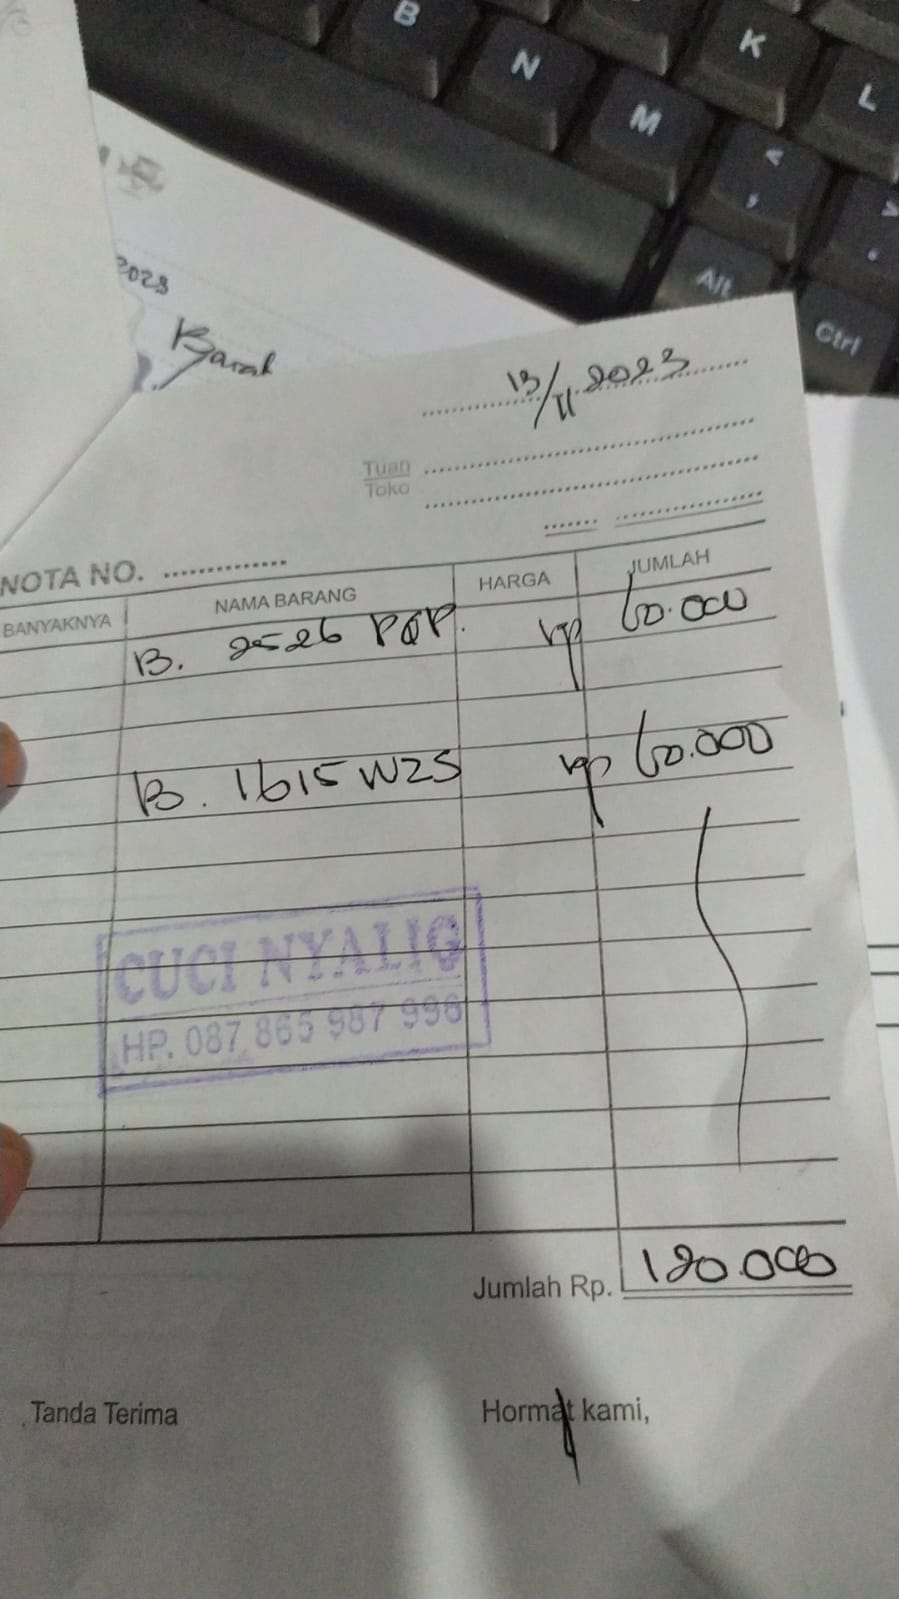 B
N
M
K
L
<
,
>
.
Alt
Ctrl
2023
Barak
13/11 2023
Tuan
Toko
NOTA NO. ....................
BANYAKNYA NAMA BARANG HARGA JUMLAH
B. 2526 PQP. Rp 60.000
B. 1615 WZS Rp 60.000
CUCI NYALIG
HP. 087 865 987 996
Jumlah Rp. 120.000
Tanda Terima Hormat kami,